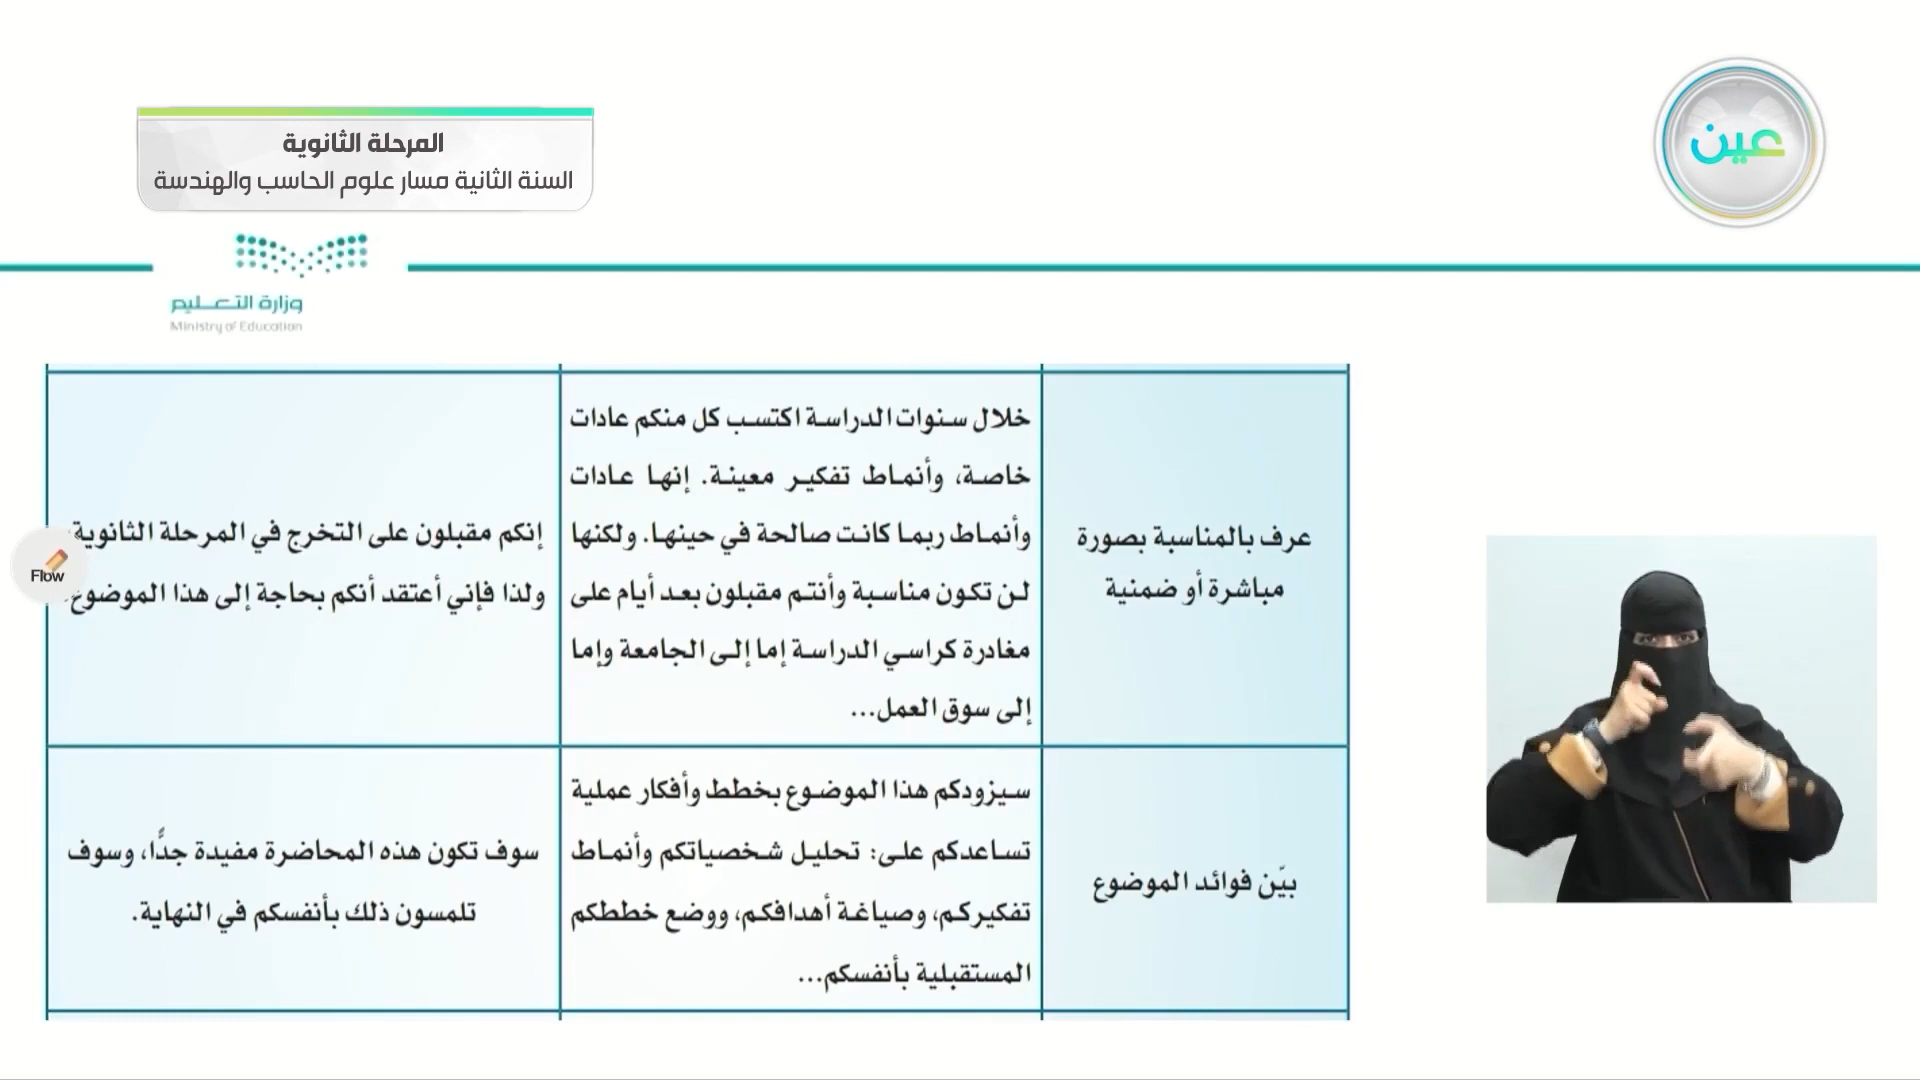 المرحلة الثانوية
السنة الثانية مسار علوم الحاسب والهندسة
عين
وزارة التعليم
Ministry of Education
عرف بالمناسبة بصورة
مباشرة أو ضمنية
خلال سنوات الدراسة اكتسب كل منكم عادات
خاصة، وأنماط تفكير معينة. إنها عادات
وأنماط ربما كانت صالحة في حينها. ولكنها
لن تكون مناسبة وأنتم مقبلون بعد أيام على
مغادرة كراسي الدراسة إما إلى الجامعة وإما
إلى سوق العمل...
إنكم مقبلون على التخرج في المرحلة الثانوية
ولذا فإني أعتقد أنكم بحاجة إلى هذا الموضوع.
Flow
بيّن فوائد الموضوع
سيزودكم هذا الموضوع بخطط وأفكار عملية
تساعدكم على: تحليل شخصياتكم وأنماط
تفكيركم، وصياغة أهدافكم، ووضع خططكم
المستقبلية بأنفسكم...
سوف تكون هذه المحاضرة مفيدة جدًّا، وسوف
تلمسون ذلك بأنفسكم في النهاية.